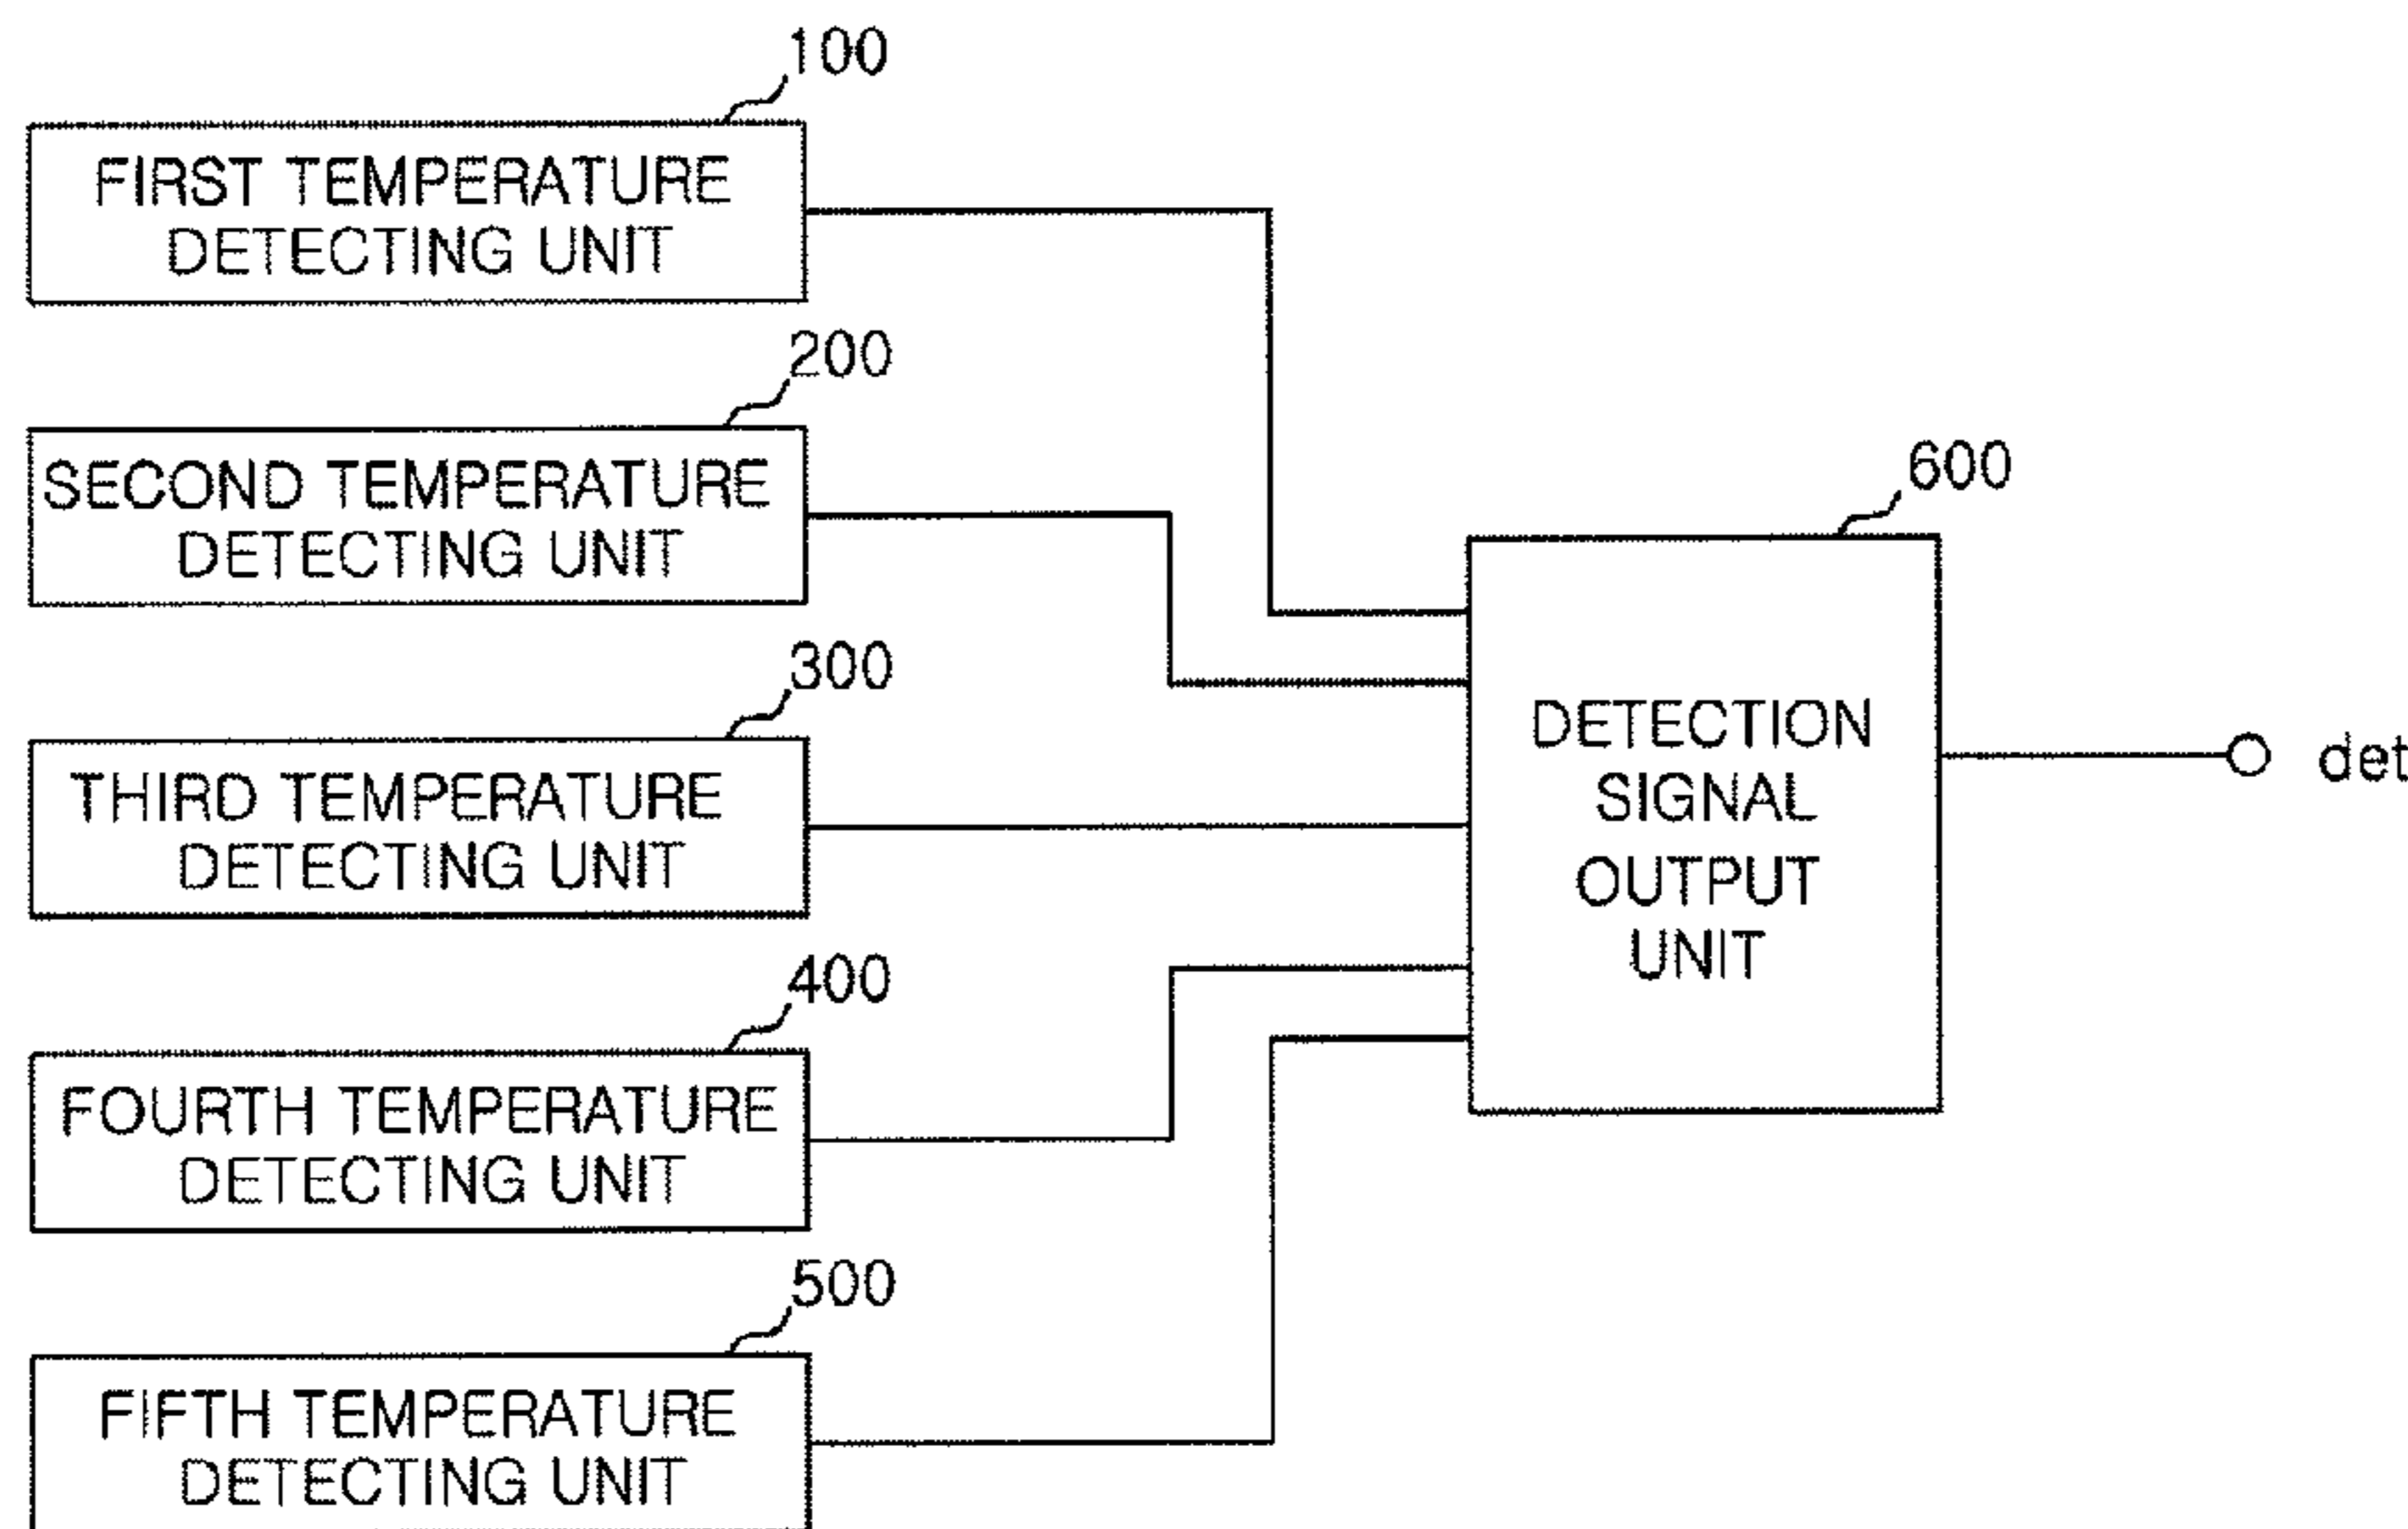 100
FIRST TEMPERATURE
DETECTING UNIT
200
SECOND TEMPERATURE
DETECTING UNIT
300
THIRD TEMPERATURE
DETECTING UNIT
400
FOURTH TEMPERATURE
DETECTING UNIT
500
FIFTH TEMPERATURE
DETECTING UNIT
600
DETECTION
SIGNAL
OUTPUT
UNIT
det